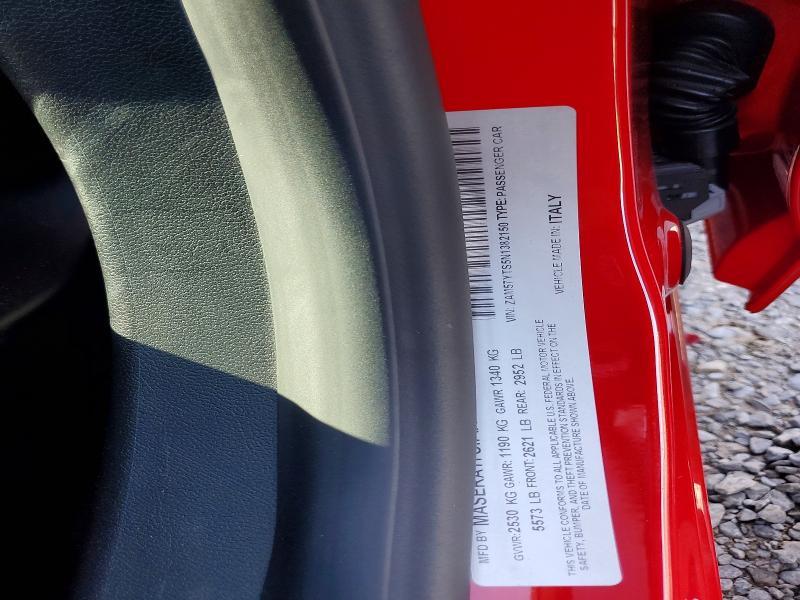 MFD BY MASERATI
GVWR:2530 KG GAWR: 1190 KG GAWR 1340 KG
5573 LB FRONT:2621 LB REAR: 2952 LB
THIS VEHICLE CONFORMS TO ALL APPLICABLE U.S. FEDERAL MOTOR VEHICLE
SAFETY, BUMPER, AND THEFT PREVENTION STANDARDS IN EFFECT ON THE
DATE OF MANUFACTURE SHOWN ABOVE.
VIN: ZAM57YTS5N1382150 TYPE:PASSENGER CAR
VEHICLE MADE IN: ITALY